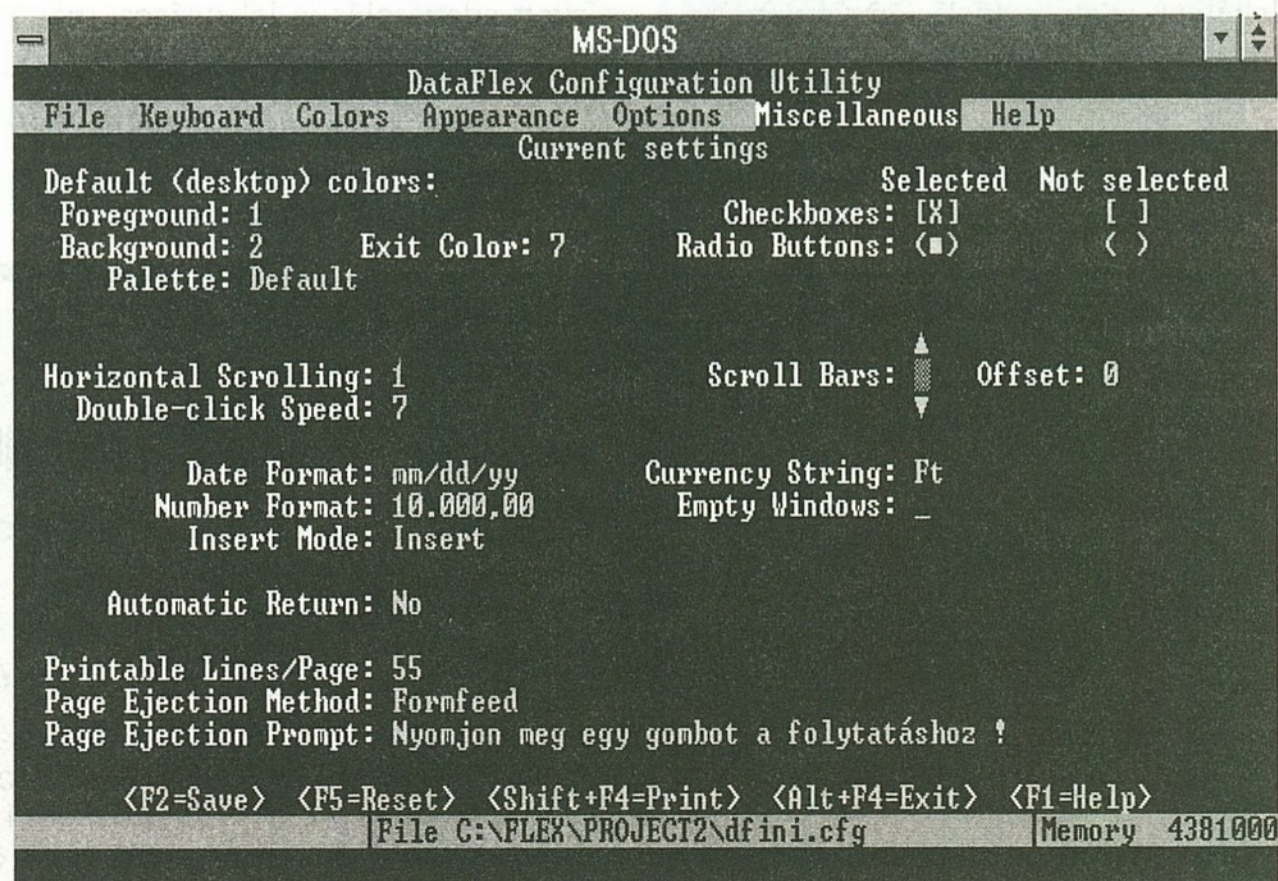 MS-DOS
DataFlex Configuration Utility
File Keyboard Colors Appearance Options Miscellaneous Help
Current settings
Default (desktop) colors: Selected Not selected
Foreground: 1 Checkboxes: [X] [ ]
Background: 2 Exit Color: 7 Radio Buttons: (■) ( )
Palette: Default
Horizontal Scrolling: 1 Scroll Bars: Offset: 0
Double-click Speed: 7
Date Format: mm/dd/yy Currency String: Ft
Number Format: 10.000,00 Empty Windows: _
Insert Mode: Insert
Automatic Return: No
Printable Lines/Page: 55
Page Ejection Method: Formfeed
Page Ejection Prompt: Nyomjon meg egy gombot a folytatáshoz !
<F2=Save> <F5=Reset> <Shift+F4=Print> <Alt+F4=Exit> <F1=Help>
File C:\FLEX\PROJECT2\dfini.cfg Memory 4381000